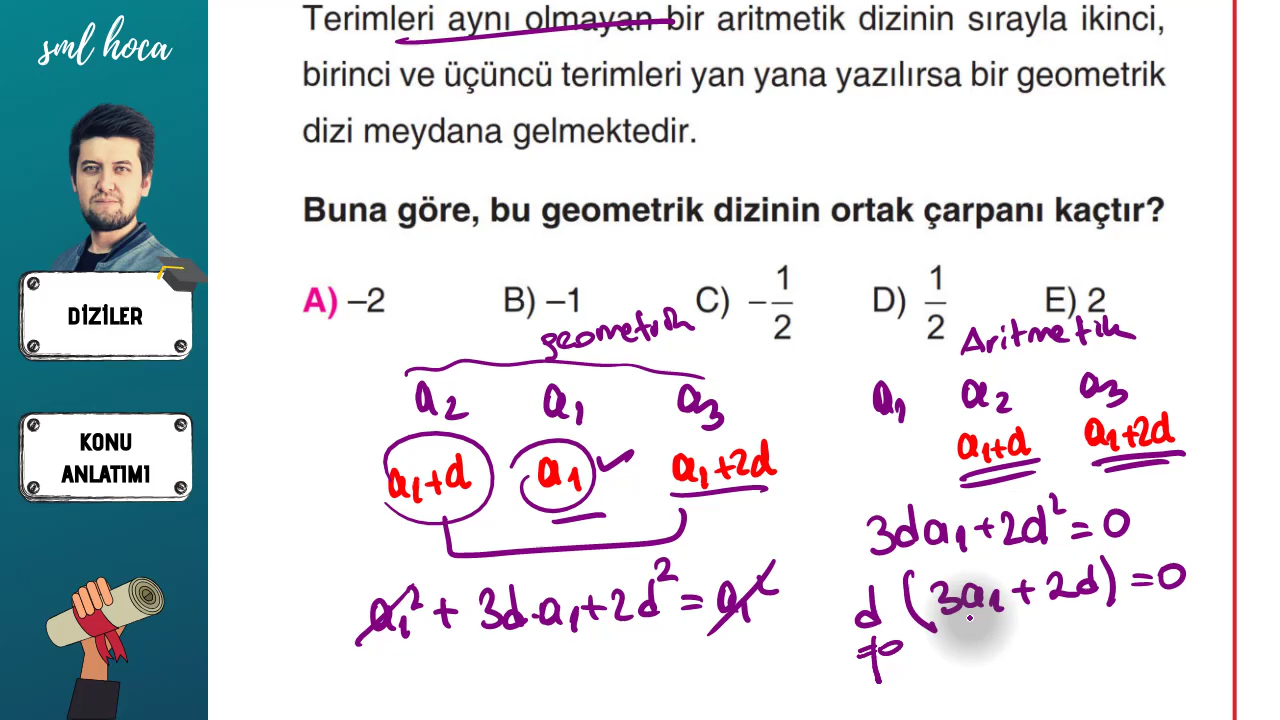 sml hoca
DİZİLER
KONU
ANLATIMI
Terimleri aynı olmayan bir aritmetik dizinin sırayla ikinci,
birinci ve üçüncü terimleri yan yana yazılırsa bir geometrik
dizi meydana gelmektedir.
Buna göre, bu geometrik dizinin ortak çarpanı kaçtır?
A) –2 B) –1 C) –1/2 D) 1/2 E) 2
geometrik
a₂ a₁ a₃
a₁+d a₁ ✓ a₁+2d
a₁² + 3d·a₁+2d² = a₁²
Aritmetik
a₁ a₂ a₃
a₁+d a₁+2d
3da₁+2d²=0
d(3a₁+2d)=0
≠0